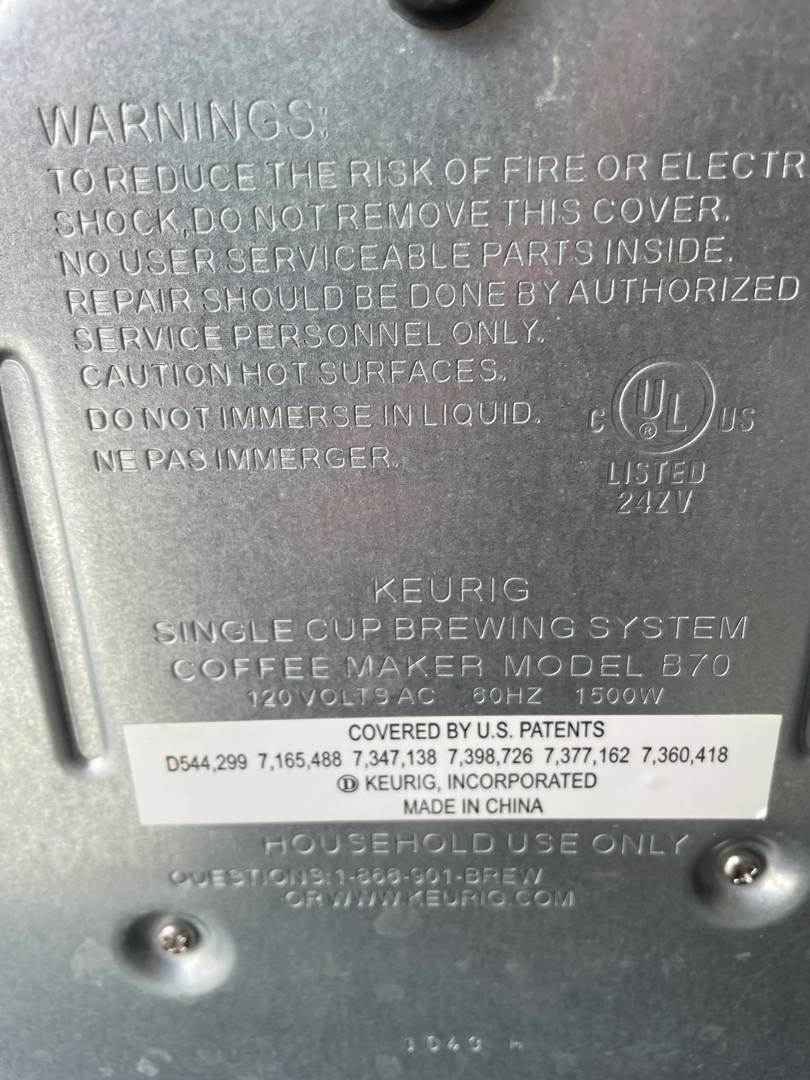 WARNINGS:
TO REDUCE THE RISK OF FIRE OR ELECTR
SHOCK, DO NOT REMOVE THIS COVER.
NO USER SERVICEABLE PARTS INSIDE.
REPAIR SHOULD BE DONE BY AUTHORIZED
SERVICE PERSONNEL ONLY.
CAUTION HOT SURFACES.
DO NOT IMMERSE IN LIQUID.
NE PAS IMMERGER.
C UL ® US
LISTED
24ZV
KEURIG
SINGLE CUP BREWING SYSTEM
COFFEE MAKER MODEL B70
120 VOLTS AC 60HZ 1500W
COVERED BY U.S. PATENTS
D544,299 7,165,488 7,347,138 7,398,726 7,377,162 7,360,418
Ⓓ KEURIG, INCORPORATED
MADE IN CHINA
HOUSEHOLD USE ONLY
QUESTIONS:1-866-901-BREW
OR WWW.KEURIG.COM